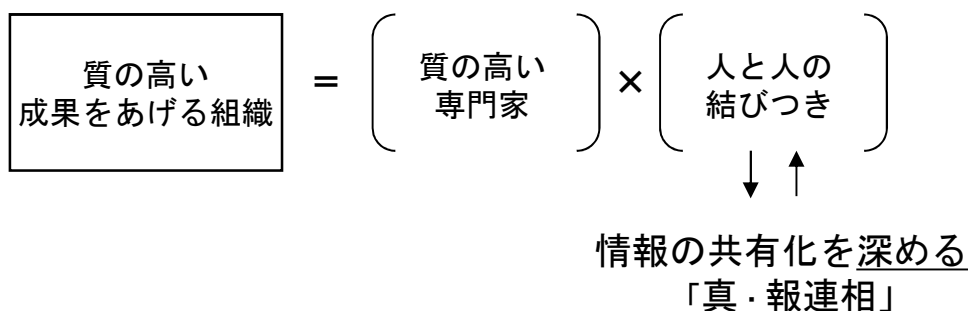 質の高い
成果をあげる組織
=
質の高い
専門家
×
人と人の
結びつき
情報の共有化を深める
「真・報連相」